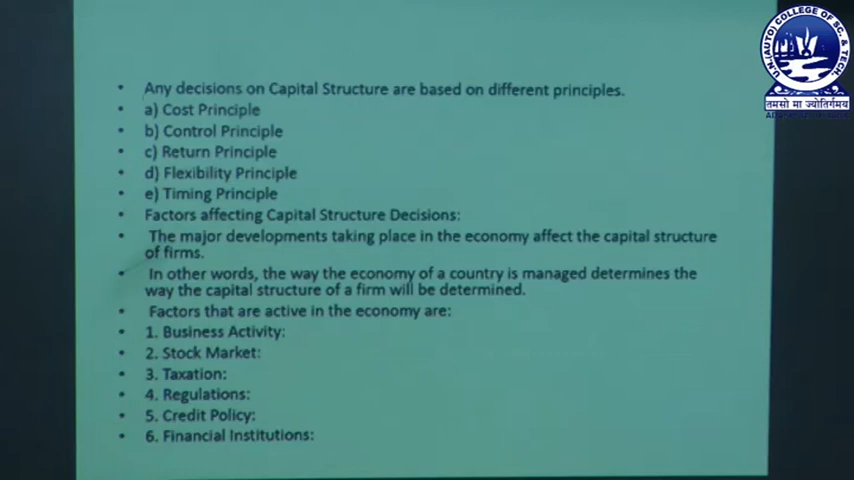 • Any decisions on Capital Structure are based on different principles.
• a) Cost Principle
• b) Control Principle
• c) Return Principle
• d) Flexibility Principle
• e) Timing Principle
• Factors affecting Capital Structure Decisions:
• The major developments taking place in the economy affect the capital structure
of firms.
• In other words, the way the economy of a country is managed determines the
way the capital structure of a firm will be determined.
• Factors that are active in the economy are:
• 1. Business Activity:
• 2. Stock Market:
• 3. Taxation:
• 4. Regulations:
• 5. Credit Policy:
• 6. Financial Institutions:
U.N.(AUTO) COLLEGE OF SC. & TECH.
तमसो मा ज्योतिर्गमय